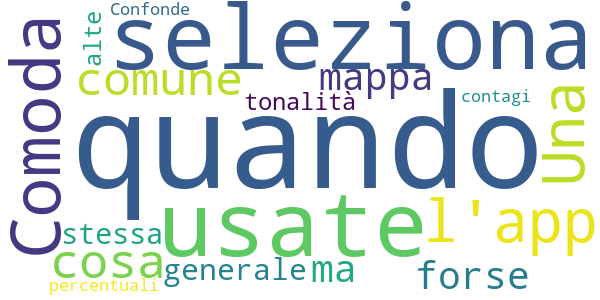 Confonde
seleziona
alte
Comoda
comune
mappa
tonalità
contagi
Una
quando
usate
l'app
stessa
cosa
generale
ma
forse
percentuali